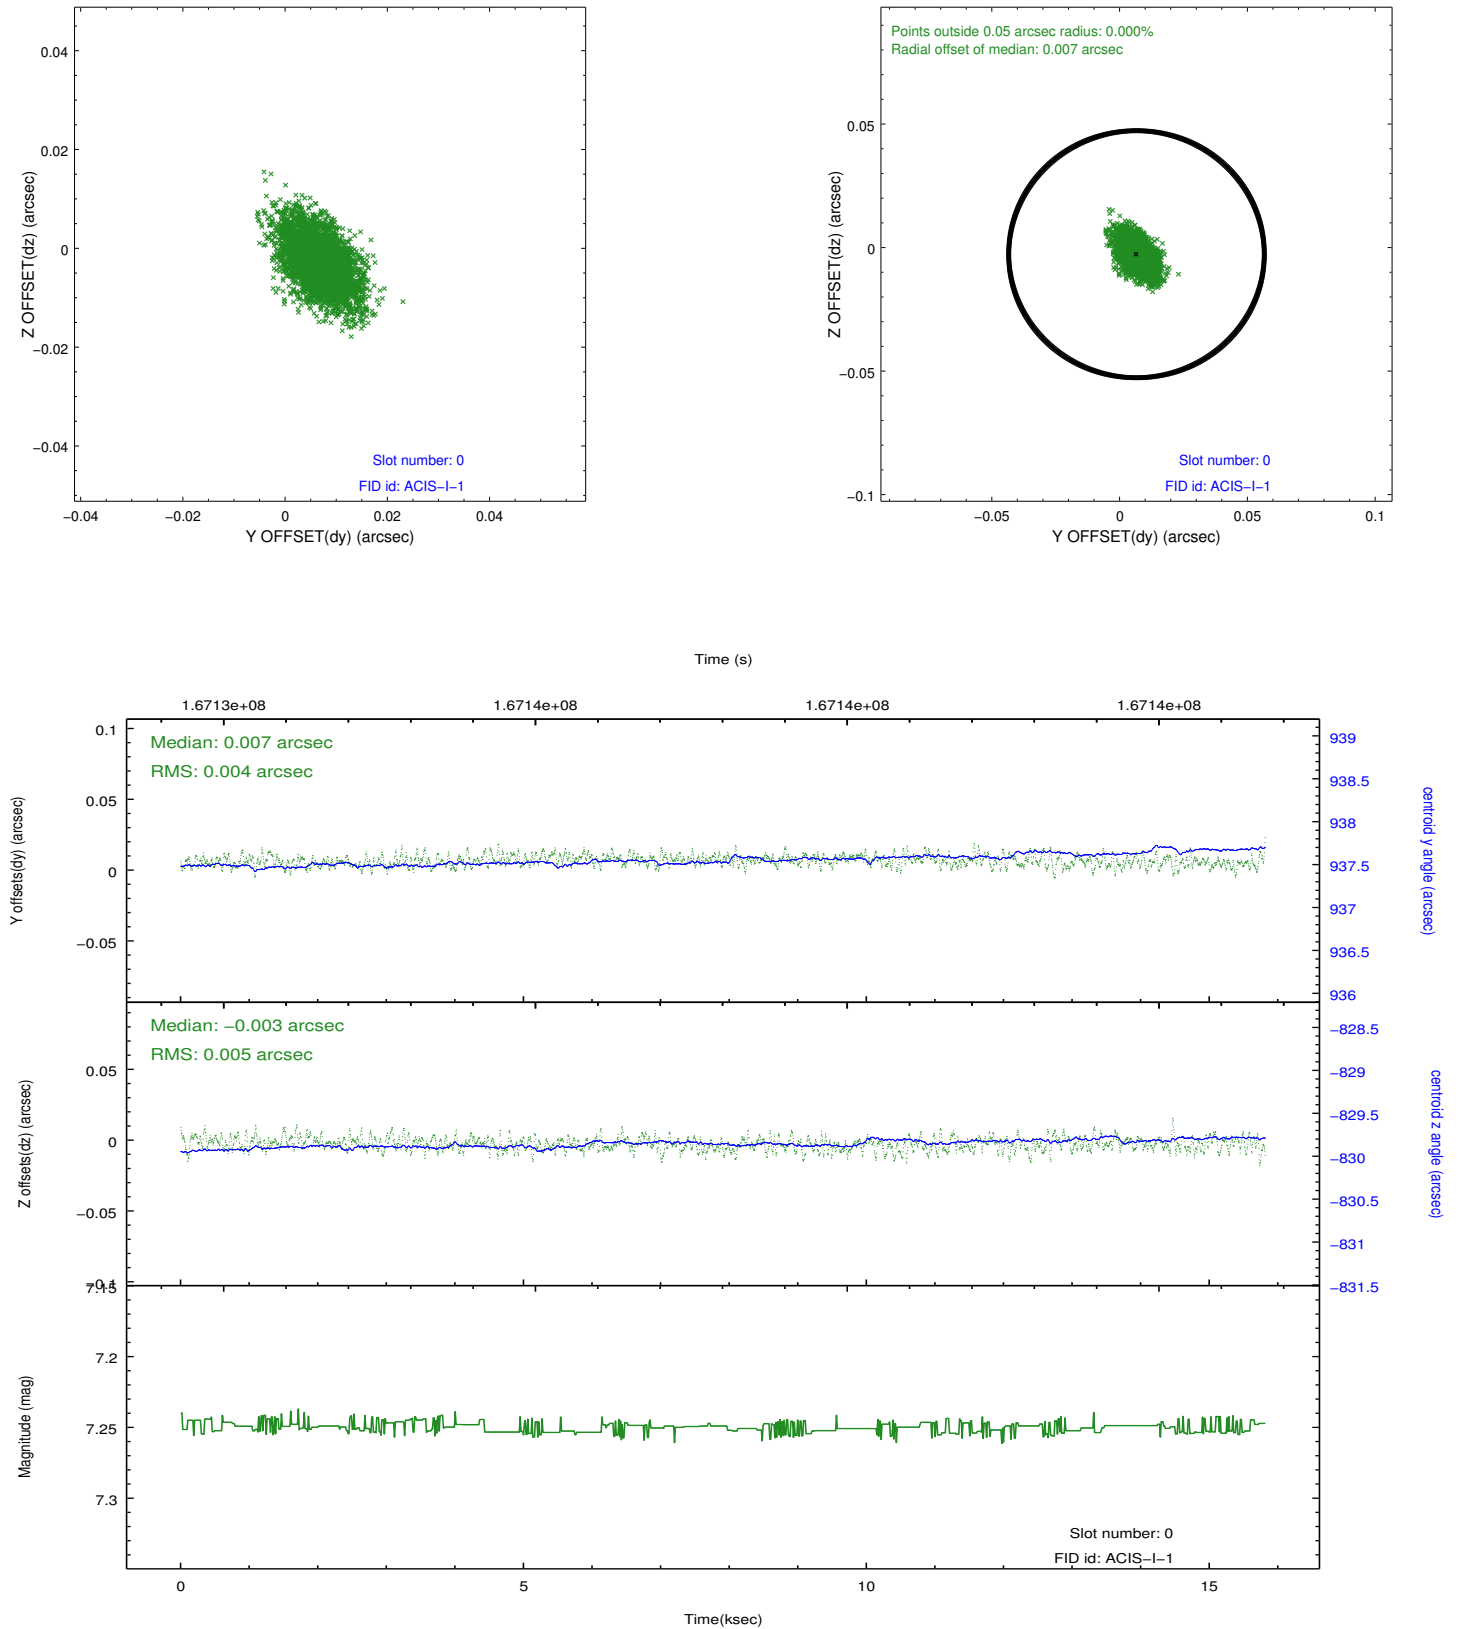 0.04
0.02
0
−0.02
−0.04
Z OFFSET(dz) (arcsec)
Slot number: 0
FID id: ACIS−I−1
−0.04
−0.02
0
0.02
0.04
Y OFFSET(dy) (arcsec)
Points outside 0.05 arcsec radius: 0.000%
Radial offset of median: 0.007 arcsec
0.05
0
−0.05
−0.1
Z OFFSET(dz) (arcsec)
Slot number: 0
FID id: ACIS−I−1
−0.05
0
0.05
0.1
Y OFFSET(dy) (arcsec)
Time (s)
1.6713e+08
1.6714e+08
1.6714e+08
1.6714e+08
Median: 0.007 arcsec
RMS: 0.004 arcsec
0.1
0.05
0
−0.05
Y offsets(dy) (arcsec)
939
938.5
938
937.5
937
936.5
936
centroid y angle (arcsec)
Median: −0.003 arcsec
RMS: 0.005 arcsec
0.05
0
−0.05
−0.1
Z offsets(dz) (arcsec)
−828.5
−829
−829.5
−830
−830.5
−831
−831.5
centroid z angle (arcsec)
7.15
7.2
7.25
7.3
Magnitude (mag)
Slot number: 0
FID id: ACIS−I−1
0
5
10
15
Time(ksec)